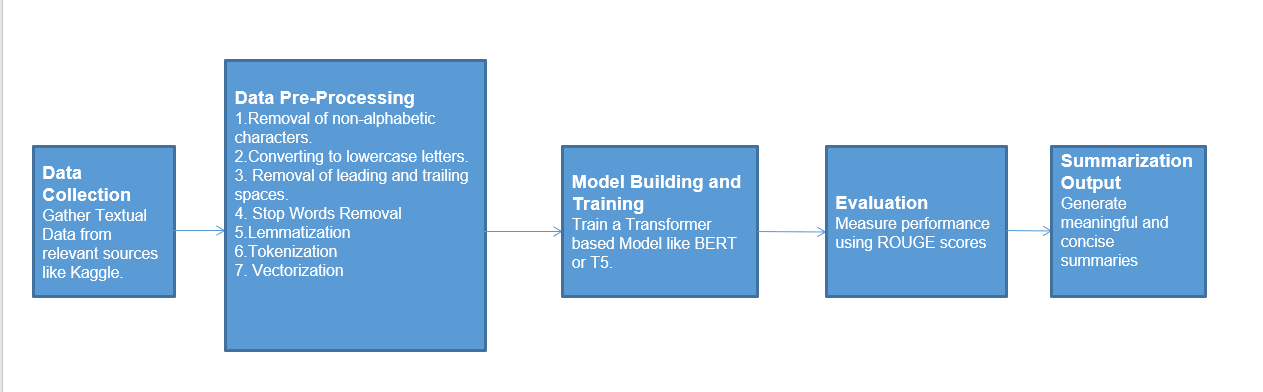 Data
Collection
Gather Textual
Data from
relevant sources
like Kaggle.
Data Pre-Processing
1.Removal of non-alphabetic
characters.
2.Converting to lowercase letters.
3. Removal of leading and trailing
spaces.
4. Stop Words Removal
5.Lemmatization
6.Tokenization
7. Vectorization
Model Building and
Training
Train a Transformer
based Model like BERT
or T5.
Evaluation
Measure performance
using ROUGE scores
Summarization
Output
Generate
meaningful and
concise
summaries